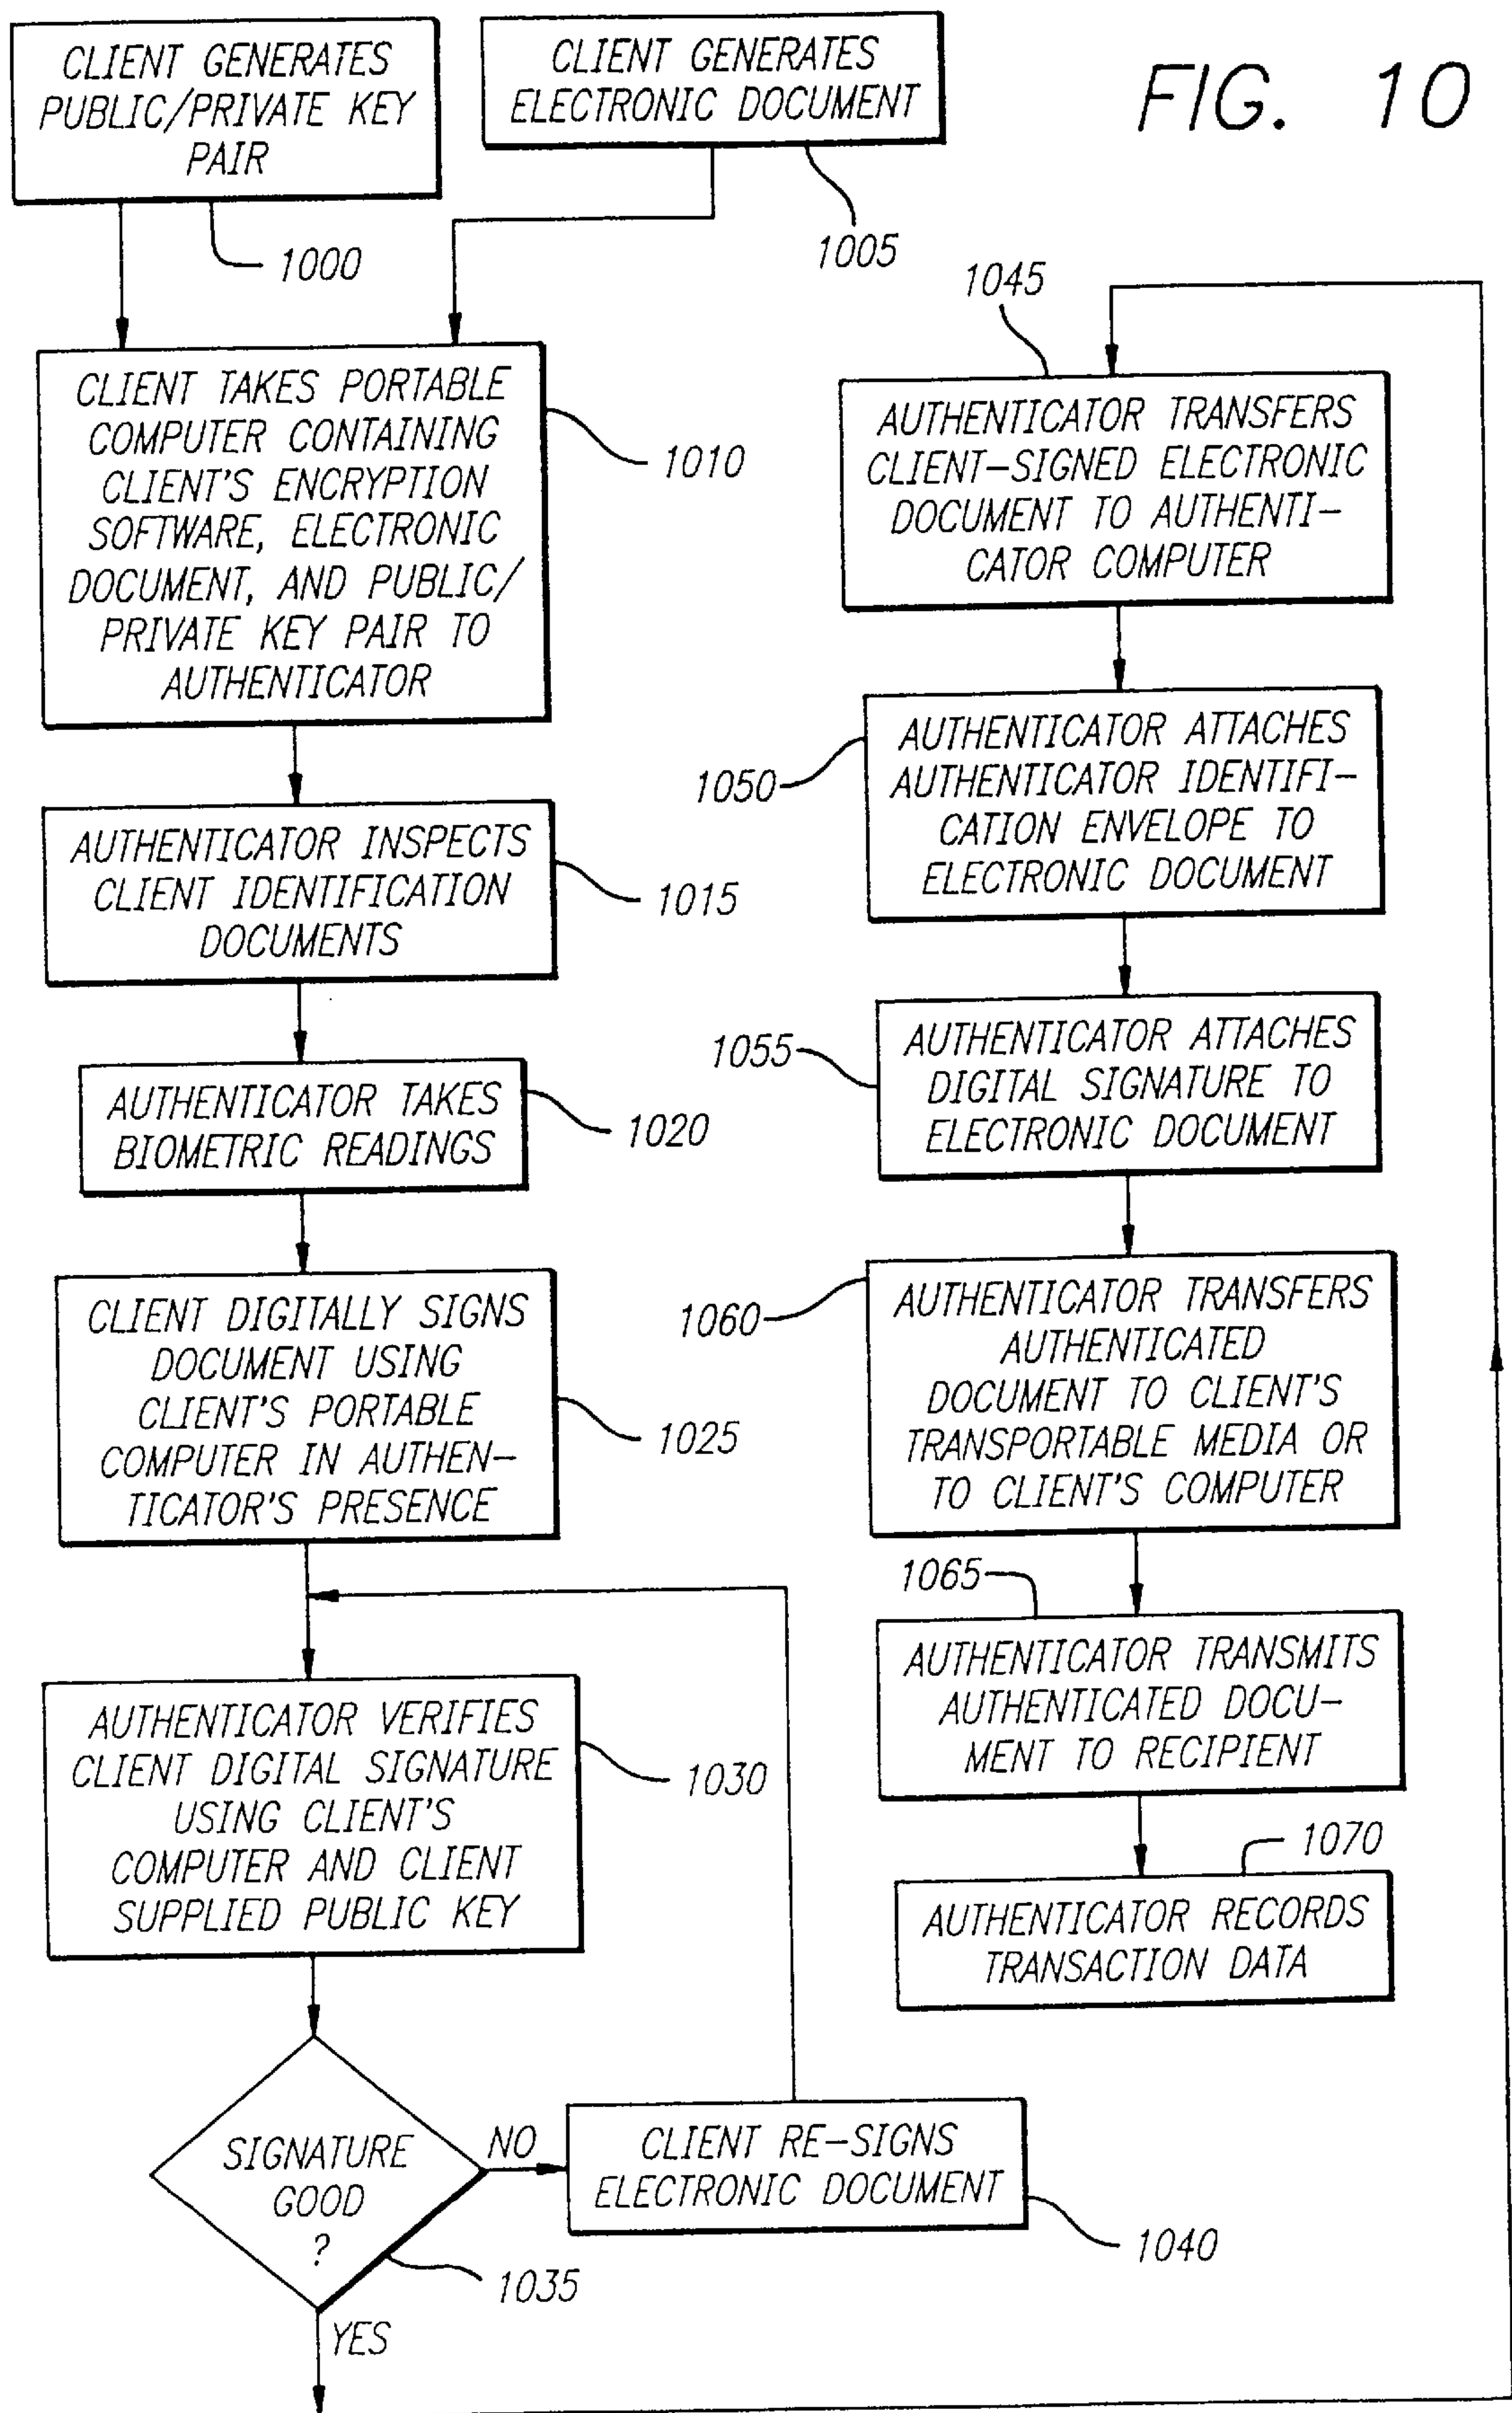 FIG. 10
CLIENT GENERATES
PUBLIC/PRIVATE KEY
PAIR
1000
CLIENT GENERATES
ELECTRONIC DOCUMENT
1005
CLIENT TAKES PORTABLE
COMPUTER CONTAINING
CLIENT'S ENCRYPTION
SOFTWARE, ELECTRONIC
DOCUMENT, AND PUBLIC/
PRIVATE KEY PAIR TO
AUTHENTICATOR
1010
AUTHENTICATOR INSPECTS
CLIENT IDENTIFICATION
DOCUMENTS
1015
AUTHENTICATOR TAKES
BIOMETRIC READINGS
1020
CLIENT DIGITALLY SIGNS
DOCUMENT USING
CLIENT'S PORTABLE
COMPUTER IN AUTHEN-
TICATOR'S PRESENCE
1025
AUTHENTICATOR VERIFIES
CLIENT DIGITAL SIGNATURE
USING CLIENT'S
COMPUTER AND CLIENT
SUPPLIED PUBLIC KEY
1030
SIGNATURE
GOOD
?
1035
NO
YES
CLIENT RE-SIGNS
ELECTRONIC DOCUMENT
1040
1045
AUTHENTICATOR TRANSFERS
CLIENT-SIGNED ELECTRONIC
DOCUMENT TO AUTHENTI-
CATOR COMPUTER
1050
AUTHENTICATOR ATTACHES
AUTHENTICATOR IDENTIFI-
CATION ENVELOPE TO
ELECTRONIC DOCUMENT
1055
AUTHENTICATOR ATTACHES
DIGITAL SIGNATURE TO
ELECTRONIC DOCUMENT
1060
AUTHENTICATOR TRANSFERS
AUTHENTICATED
DOCUMENT TO CLIENT'S
TRANSPORTABLE MEDIA OR
TO CLIENT'S COMPUTER
1065
AUTHENTICATOR TRANSMITS
AUTHENTICATED DOCU-
MENT TO RECIPIENT
1070
AUTHENTICATOR RECORDS
TRANSACTION DATA